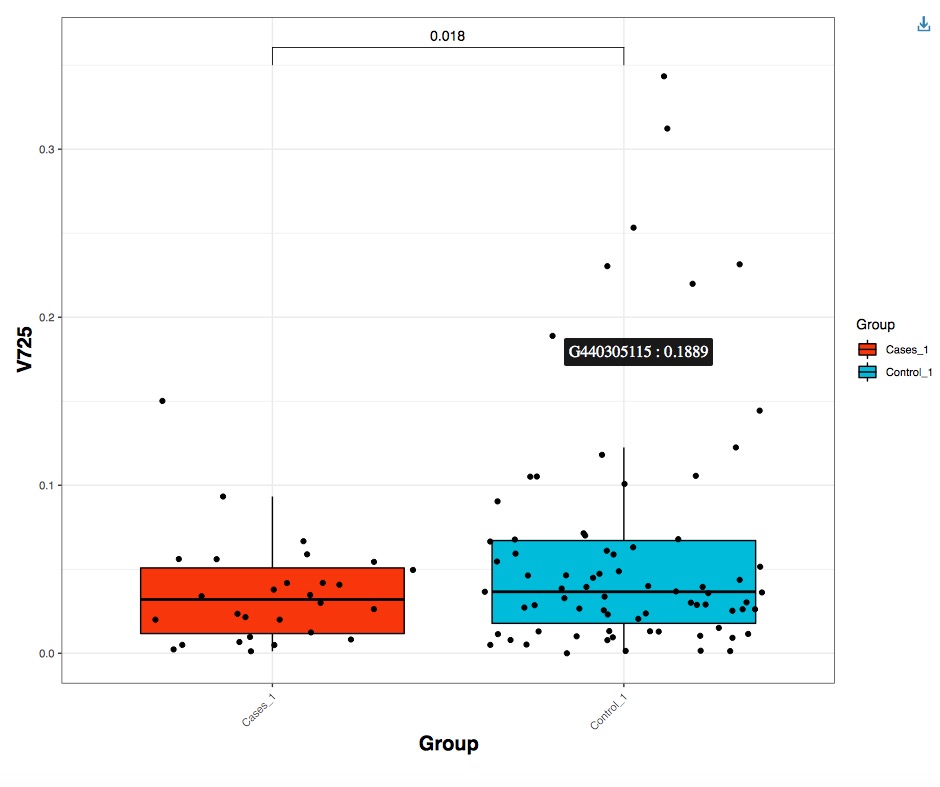 0.018
0.3
0.2
0.1
0.0
V725
G440305115 : 0.1889
Cases_1
Control_1
Group
Group
Cases_1
Control_1